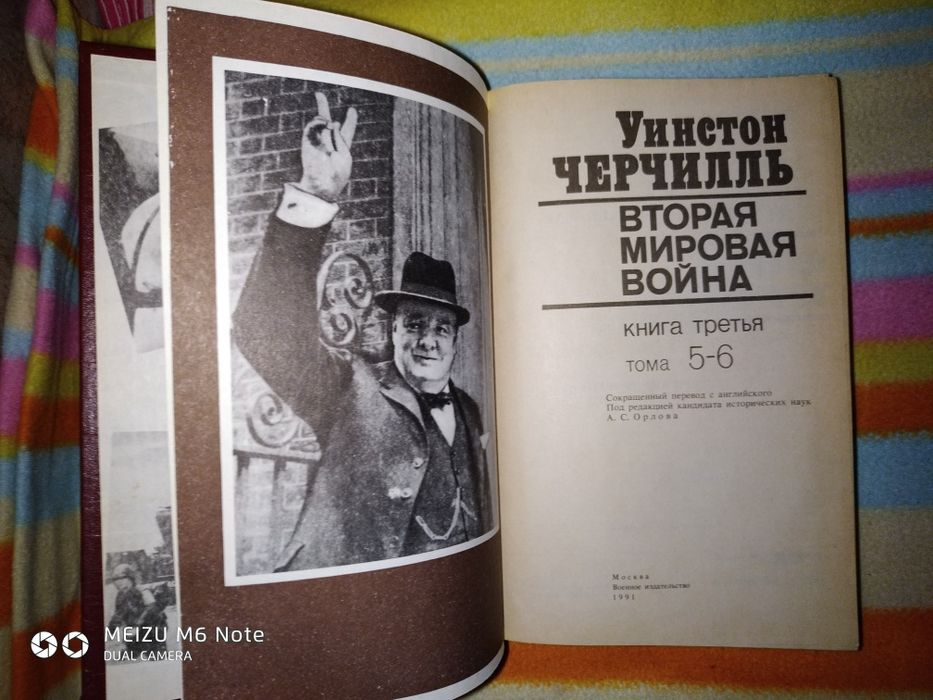 Уинстон
ЧЕРЧИЛЛЬ
ВТОРАЯ
МИРОВАЯ
ВОЙНА
книга третья
тома 5-6
Сокращенный перевод с английского
Под редакцией кандидата исторических наук
А. С. Орлова
Москва
Военное издательство
1991
MEIZU M6 Note
DUAL CAMERA